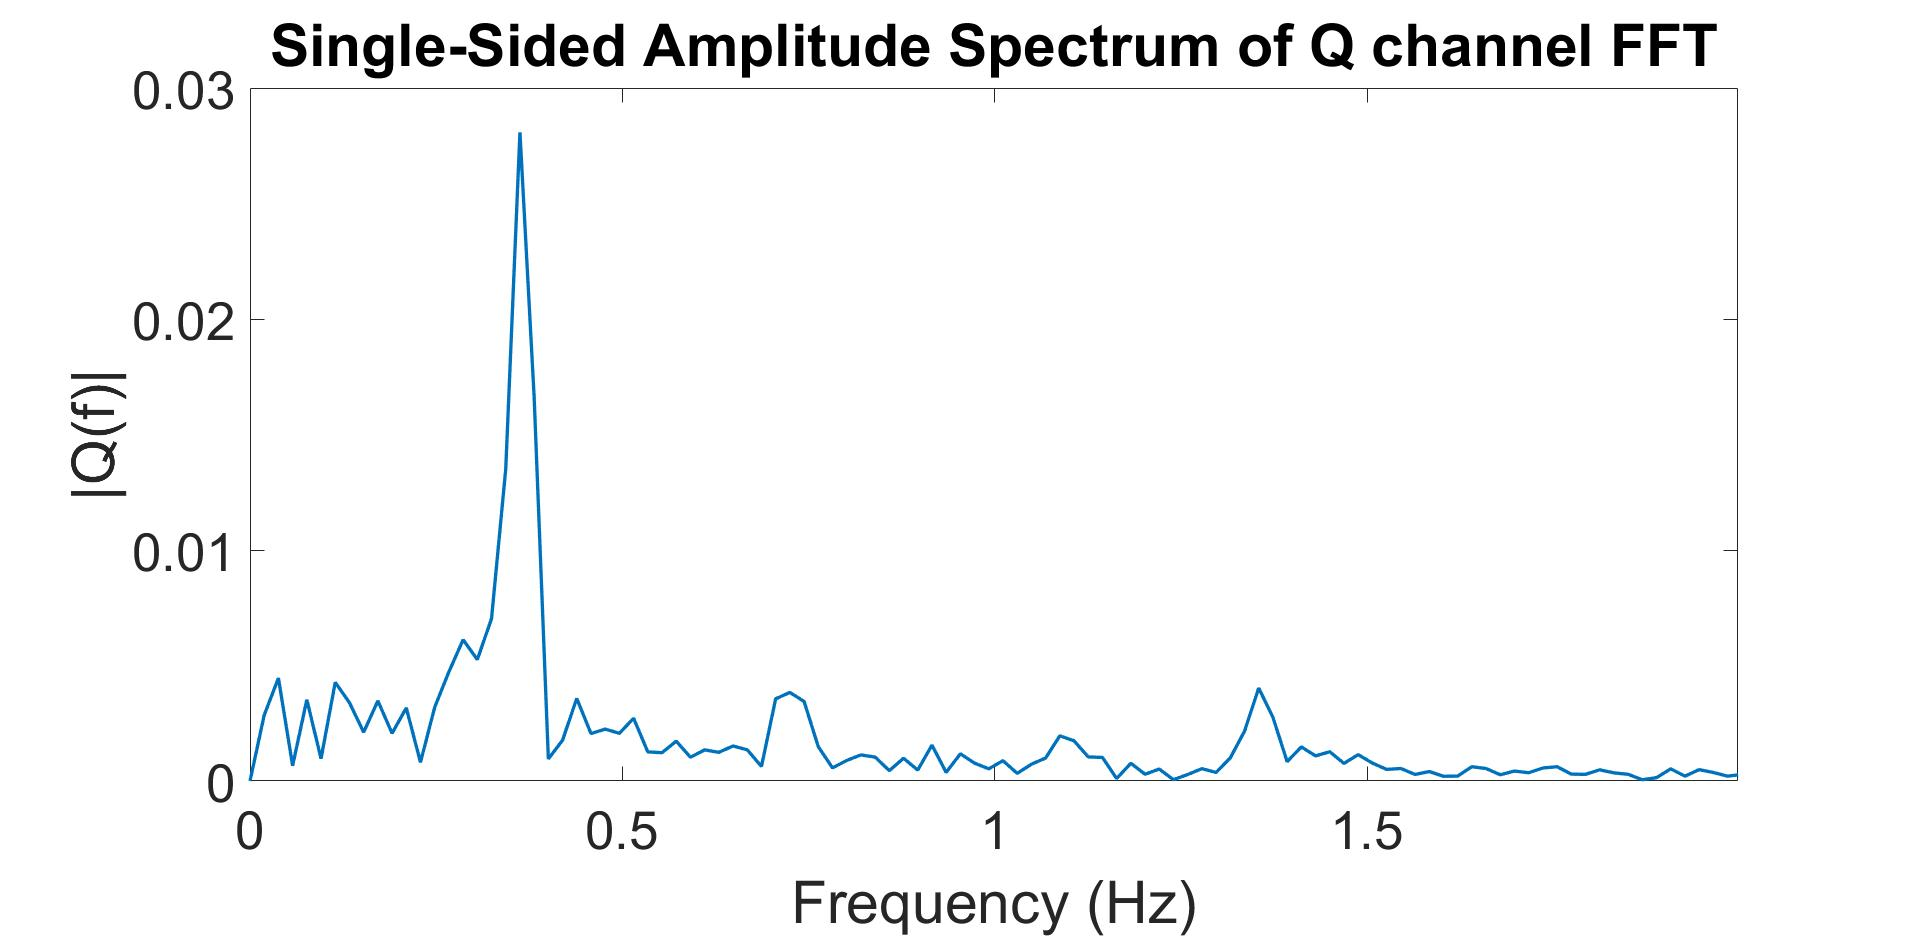 Single-Sided Amplitude Spectrum of Q channel FFT
0.03
0.02
0.01
0
|Q(f)|
0 0.5 1 1.5
Frequency (Hz)